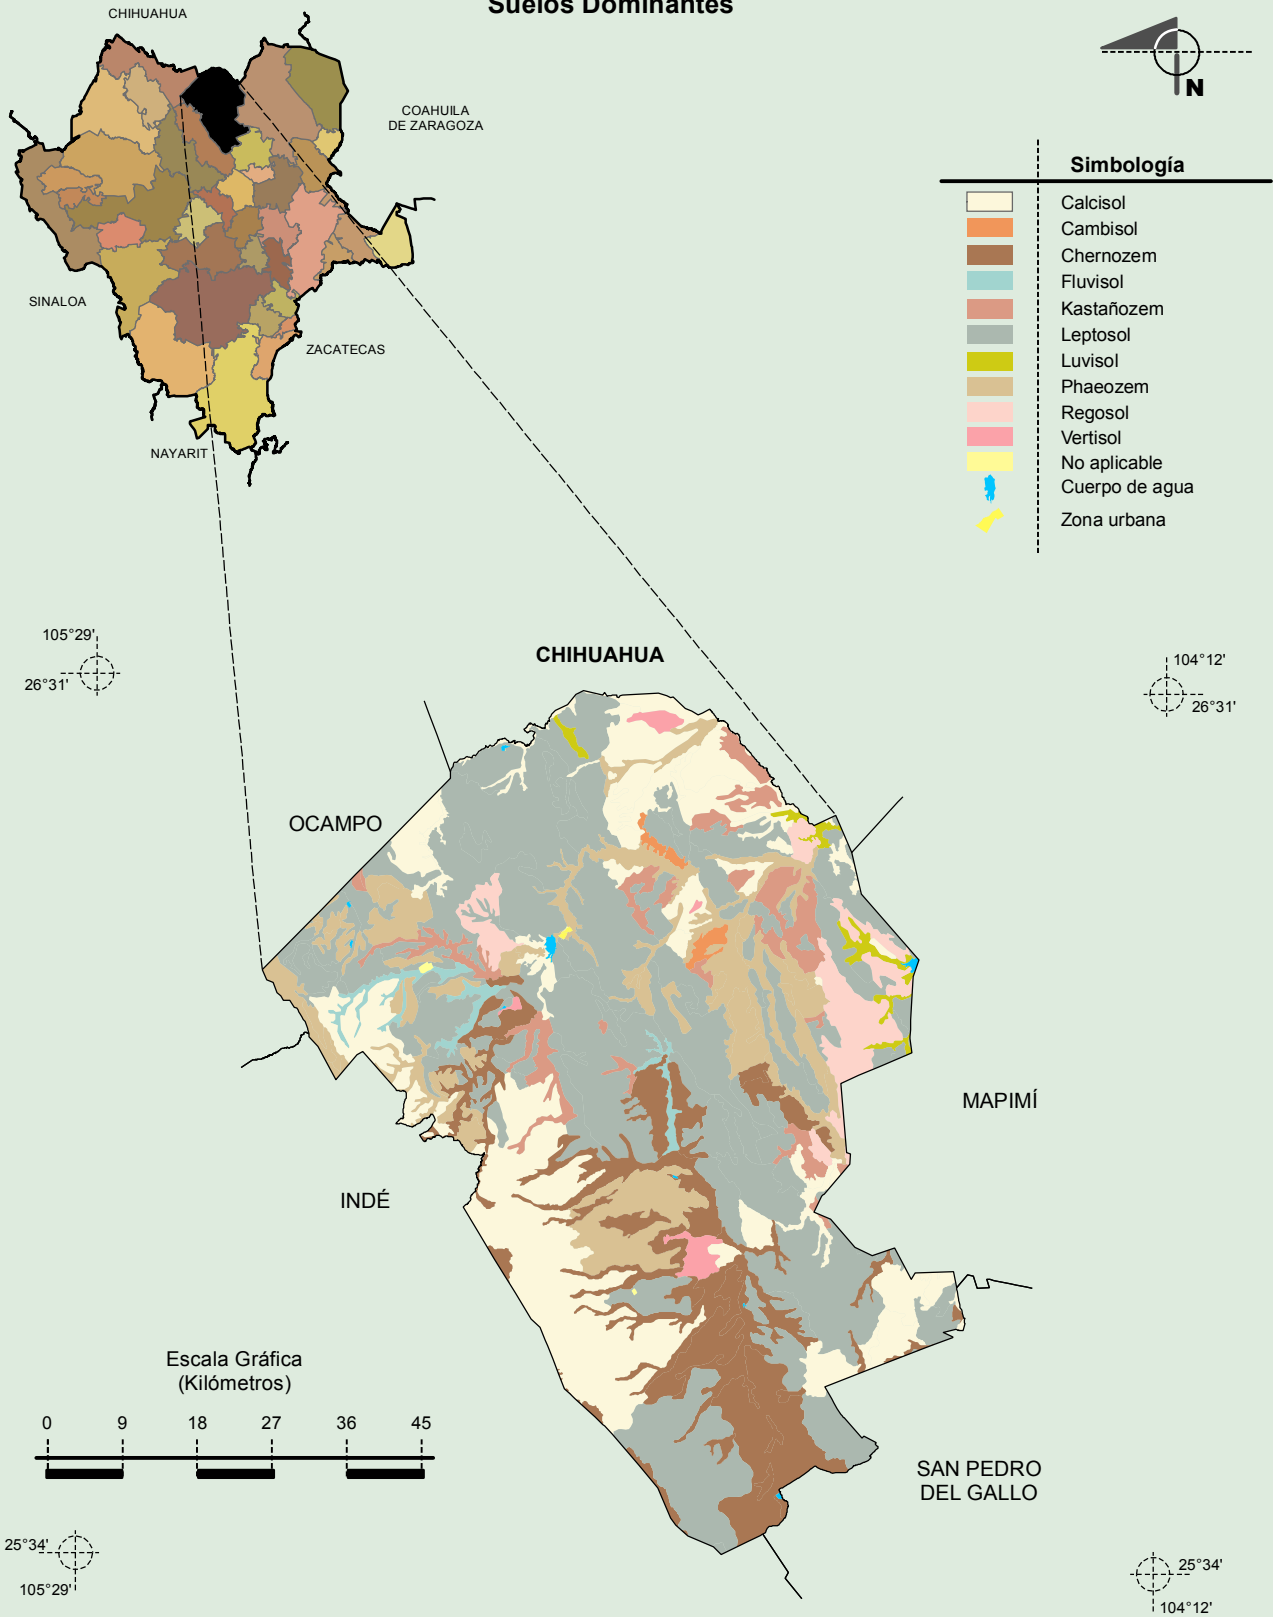 Suelos Dominantes
CHIHUAHUA
COAHUILA
DE ZARAGOZA
SINALOA
ZACATECAS
NAYARIT
N
Simbología
Calcisol
Cambisol
Chernozem
Fluvisol
Kastañozem
Leptosol
Luvisol
Phaeozem
Regosol
Vertisol
No aplicable
Cuerpo de agua
Zona urbana
105°29'
26°31'
104°12'
26°31'
CHIHUAHUA
OCAMPO
MAPIMÍ
INDÉ
SAN PEDRO
DEL GALLO
Escala Gráfica
(Kilómetros)
0 9 18 27 36 45
25°34'
105°29'
25°34'
104°12'